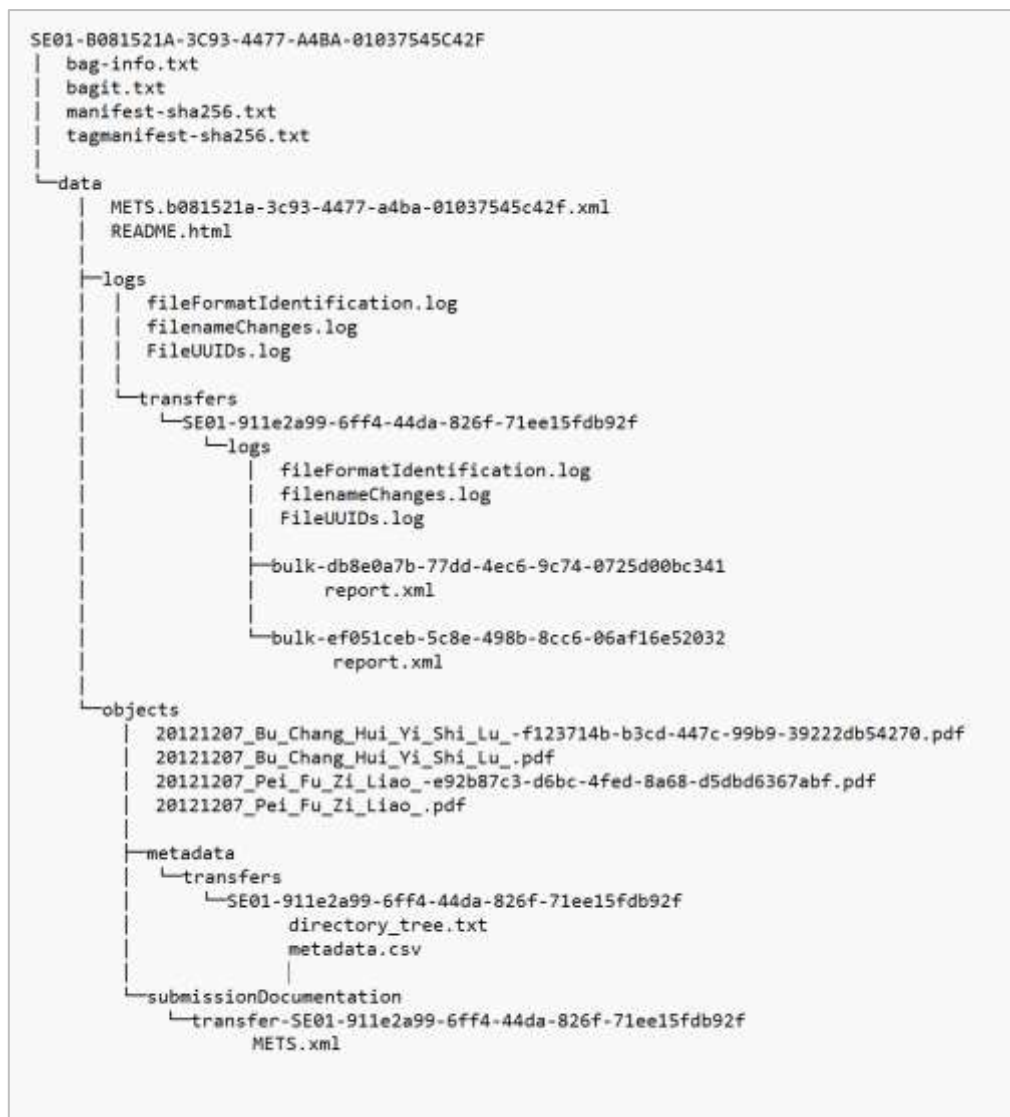 SE01-B081521A-3C93-4477-A4BA-01037545C42F
bag-info.txt
bagit.txt
manifest-sha256.txt
tagmanifest-sha256.txt
data
METS.b081521a-3c93-4477-a4ba-01037545c42f.xml
README.html
logs
fileFormatIdentification.log
filenameChanges.log
FileUUIDs.log
transfers
SE01-911e2a99-6ff4-44da-826f-71ee15fdb92f
logs
fileFormatIdentification.log
filenameChanges.log
FileUUIDs.log
bulk-db8e0a7b-77dd-4ec6-9c74-0725d00bc341
report.xml
bulk-ef051ceb-5c8e-498b-8cc6-06af16e52032
report.xml
objects
20121207_Bu_Chang_Hui_Yi_Shi_Lu_-f123714b-b3cd-447c-99b9-39222db54270.pdf
20121207_Bu_Chang_Hui_Yi_Shi_Lu_.pdf
20121207_Pei_Fu_Zi_Liao_-e92b87c3-d6bc-4fed-8a68-d5dbd6367abf.pdf
20121207_Pei_Fu_Zi_Liao_.pdf
metadata
transfers
SE01-911e2a99-6ff4-44da-826f-71ee15fdb92f
directory_tree.txt
metadata.csv
submissionDocumentation
transfer-SE01-911e2a99-6ff4-44da-826f-71ee15fdb92f
METS.xml